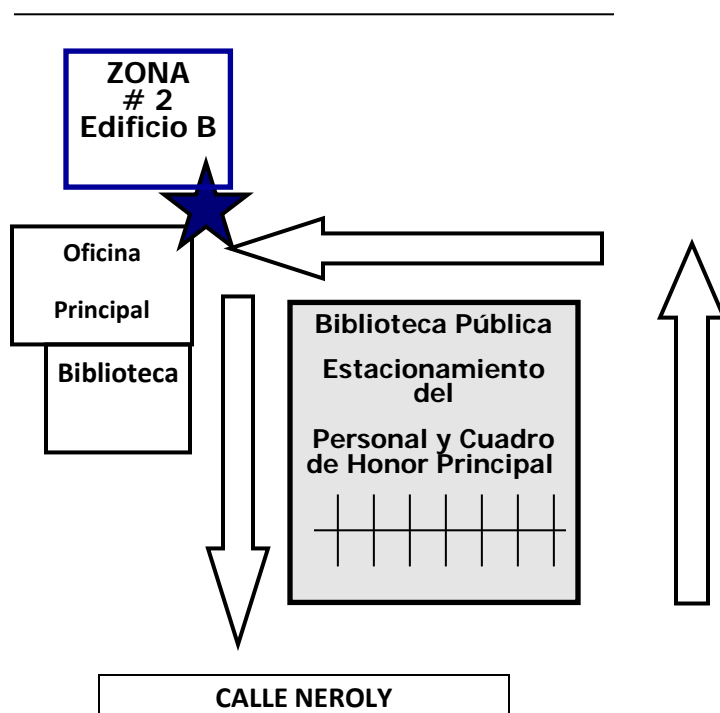 ZONA
# 2
Edificio B
Oficina
Principal
Biblioteca
Biblioteca Pública
Estacionamiento
del
Personal y Cuadro
de Honor Principal
CALLE NEROLY